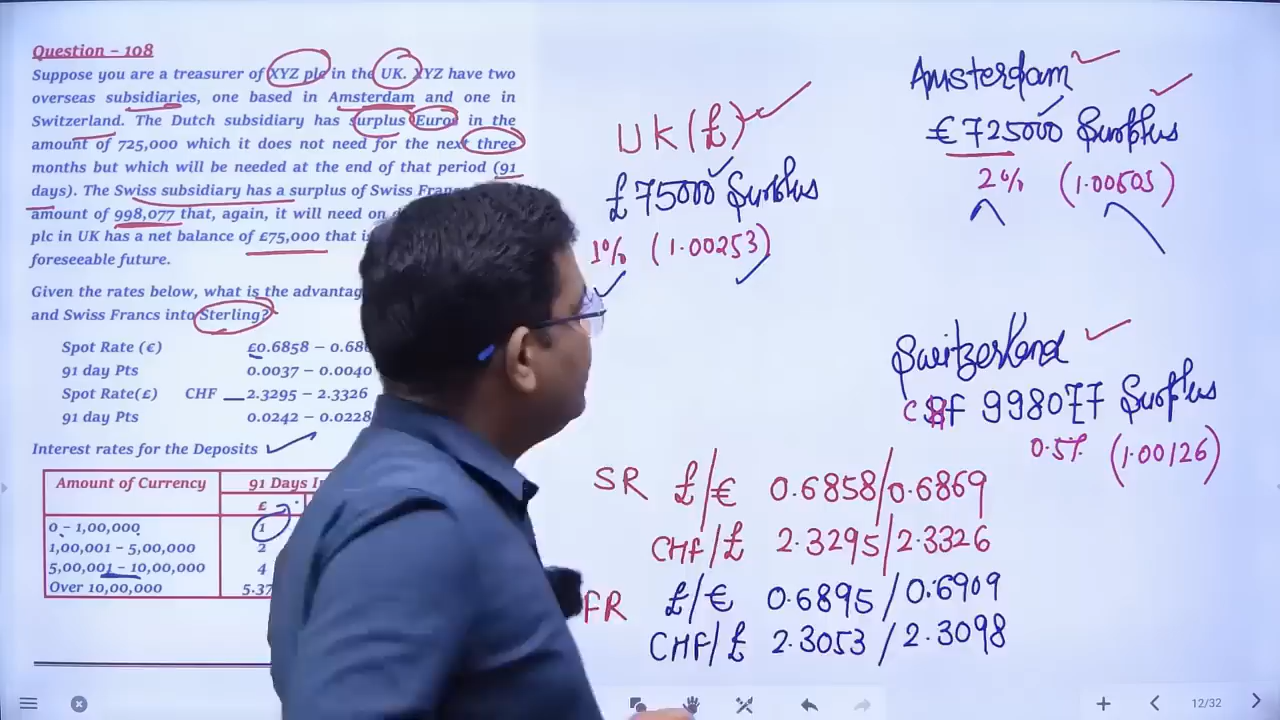 Question – 108
Suppose you are a treasurer of XYZ plc in the UK. XYZ have two
overseas subsidiaries, one based in Amsterdam and one in
Switzerland. The Dutch subsidiary has surplus Euros in the
amount of 725,000 which it does not need for the next three
months but which will be needed at the end of that period (91
days). The Swiss subsidiary has a surplus of Swiss
amount of 998,077 that, again, it will need on
plc in UK has a net balance of £75,000 that
foreseeable future.
Given the rates below, what is the
and Swiss Francs into Sterling?
Spot Rate (€) £0.6858 –
91 day Pts 0.0037 – 0.0040
Spot Rate(£) CHF 2.3295 – 2.3326
91 day Pts 0.0242 – 0.0228
Interest rates for the Deposits
Amount of Currency 91 Days
£
0 – 1,00,000 1
1,00,001 – 5,00,000 2
5,00,001 – 10,00,000 4
Over 10,00,000 5.37
UK (£)
£75000 Surplus
1% (1.00253)
Amsterdam
€ 725000 Surplus
2% (1.00505)
Switzerland
CHF 998077 Surplus
0.5% (1.00126)
SR £/€ 0.6858/0.6869
CHF/£ 2.3295/2.3326
FR £/€ 0.6895/0.6909
CHF/£ 2.3053/2.3098
12/32